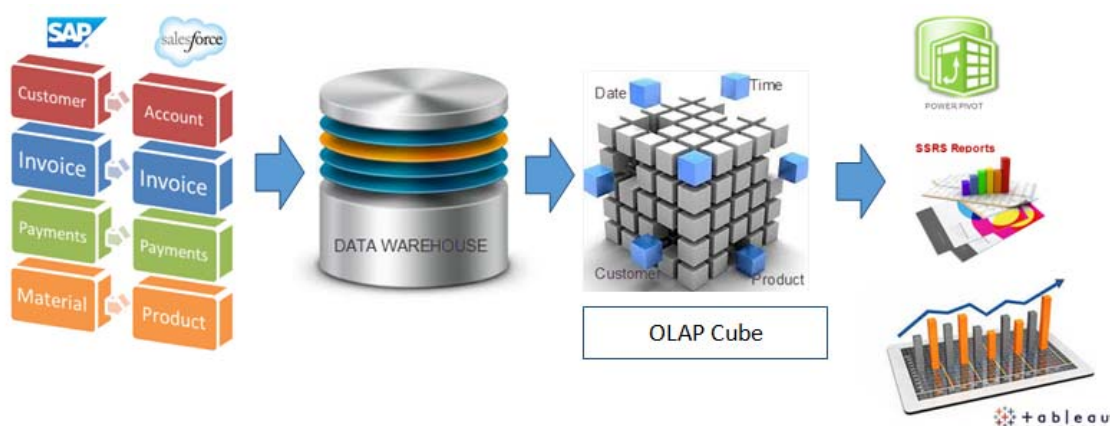 SAP
salesforce
Customer
Account
Invoice
Invoice
Payments
Payments
Material
Product
DATA WAREHOUSE
Date
Time
Customer
Product
OLAP Cube
POWER PIVOT
SSRS Reports
+ableau